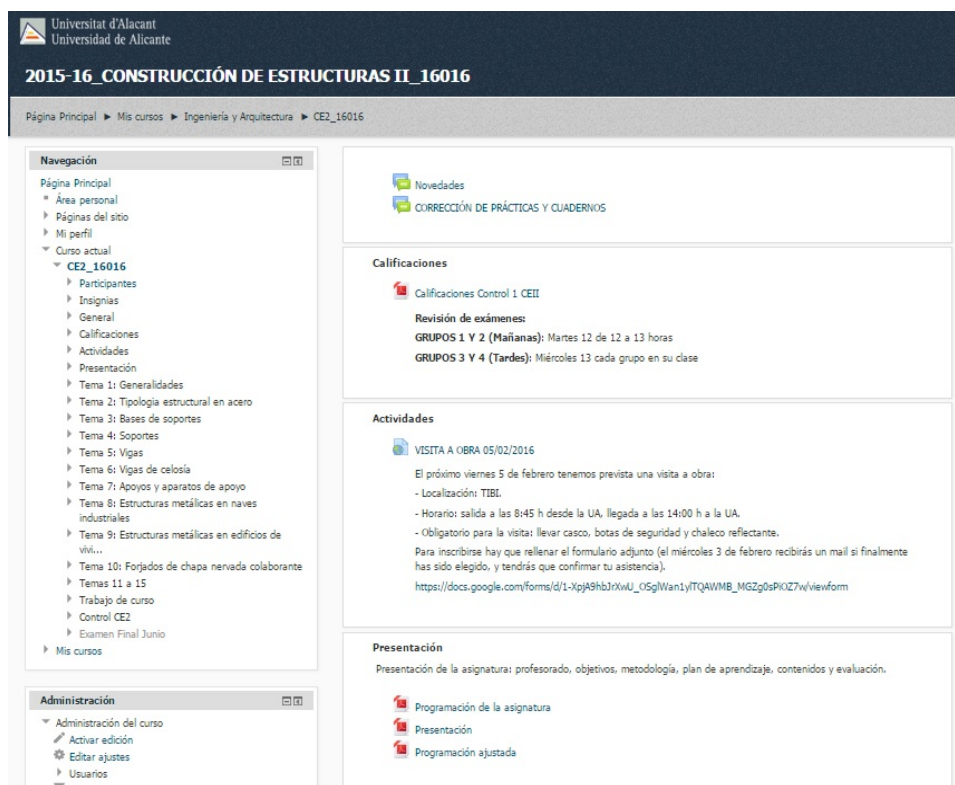 Universitat d'Alacant
Universidad de Alicante
2015-16_CONSTRUCCIÓN DE ESTRUCTURAS II_16016
Página Principal ► Mis cursos ► Ingeniería y Arquitectura ► CE2_16016
Navegación
Página Principal
Área personal
Páginas del sitio
Mi perfil
Curso actual
CE2_16016
Participantes
Insignias
General
Calificaciones
Actividades
Presentación
Tema 1: Generalidades
Tema 2: Tipologia estructural en acero
Tema 3: Bases de soportes
Tema 4: Soportes
Tema 5: Vigas
Tema 6: Vigas de celosía
Tema 7: Apoyos y aparatos de apoyo
Tema 8: Estructuras metálicas en naves
industriales
Tema 9: Estructuras metálicas en edificios de
vivi...
Tema 10: Forjados de chapa nervada colaborante
Temas 11 a 15
Trabajo de curso
Control CE2
Examen Final Junio
Mis cursos
Administración
Administración del curso
Activar edición
Editar ajustes
Usuarios
Novedades
CORRECCIÓN DE PRÁCTICAS Y CUADERNOS
Calificaciones
Calificaciones Control 1 CEII
Revisión de exámenes:
GRUPOS 1 Y 2 (Mañanas): Martes 12 de 12 a 13 horas
GRUPOS 3 Y 4 (Tardes): Miércoles 13 cada grupo en su clase
Actividades
VISITA A OBRA 05/02/2016
El próximo viernes 5 de febrero tenemos prevista una visita a obra:
- Localización: TIBI.
- Horario: salida a las 8:45 h desde la UA, llegada a las 14:00 h a la UA.
- Obligatorio para la visita: llevar casco, botas de seguridad y chaleco reflectante.
Para inscribirse hay que rellenar el formulario adjunto (el miércoles 3 de febrero recibirás un mail si finalmente
has sido elegido, y tendrás que confirmar tu asistencia).
https://docs.google.com/forms/d/1-XpjA9hbJrXwU_OSglWan1ylTQAWMB_MGZg0sPiOZ7w/viewform
Presentación
Presentación de la asignatura: profesorado, objetivos, metodología, plan de aprendizaje, contenidos y evaluación.
Programación de la asignatura
Presentación
Programación ajustada